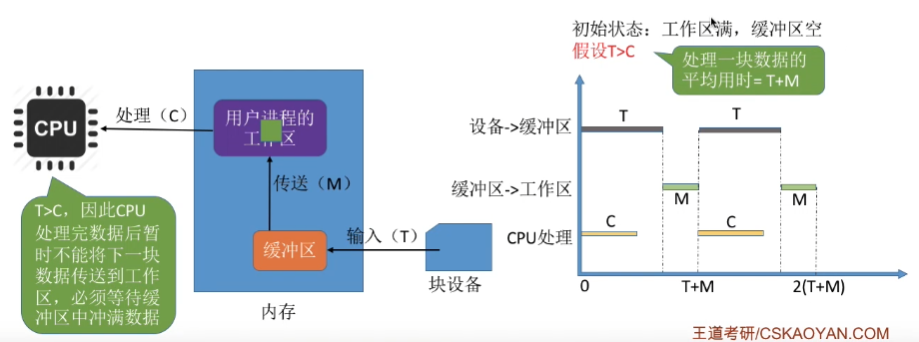 初始状态：工作区满，缓冲区空
假设T>C
处理一块数据的
平均用时= T+M
CPU
处理（C）
用户进程的
工作区
传送（M）
缓冲区
输入（T）
块设备
内存
T>C，因此CPU
处理完数据后暂
时不能将下一块
数据传送到工作
区，必须等待缓
冲区中冲满数据
设备->缓冲区
T
T
缓冲区->工作区
M
M
CPU处理
C
C
0
T+M
2(T+M)
王道考研/CSKAOYAN.COM